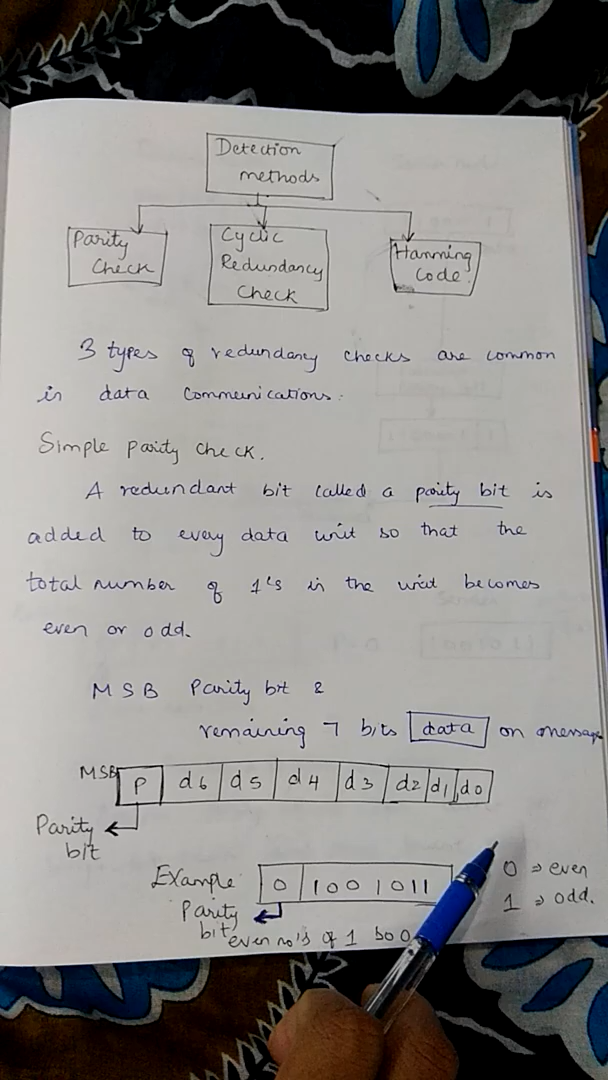 Detection
methods
Parity
Check
Cyclic
Redundancy
Check
Hamming
Code.
3 types of redundancy checks are common
in data communications.
Simple parity check.
A redundant bit called a parity bit is
added to every data unit so that the
total number of 1's in the unit becomes
even or odd.
MSB Parity bit &
remaining 7 bits data on message
MSB P d6 d5 d4 d3 d2 d1 d0
Parity
bit
Example 0 1001011
0 ⇒ even
1 ⇒ odd.
Parity
bit
even no's of 1 so 0